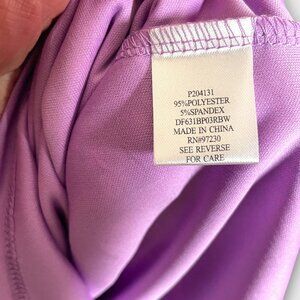 P204131
95%POLYESTER
5%SPANDEX
DF631BP03RBW
MADE IN CHINA
RN#97230
SEE REVERSE
FOR CARE